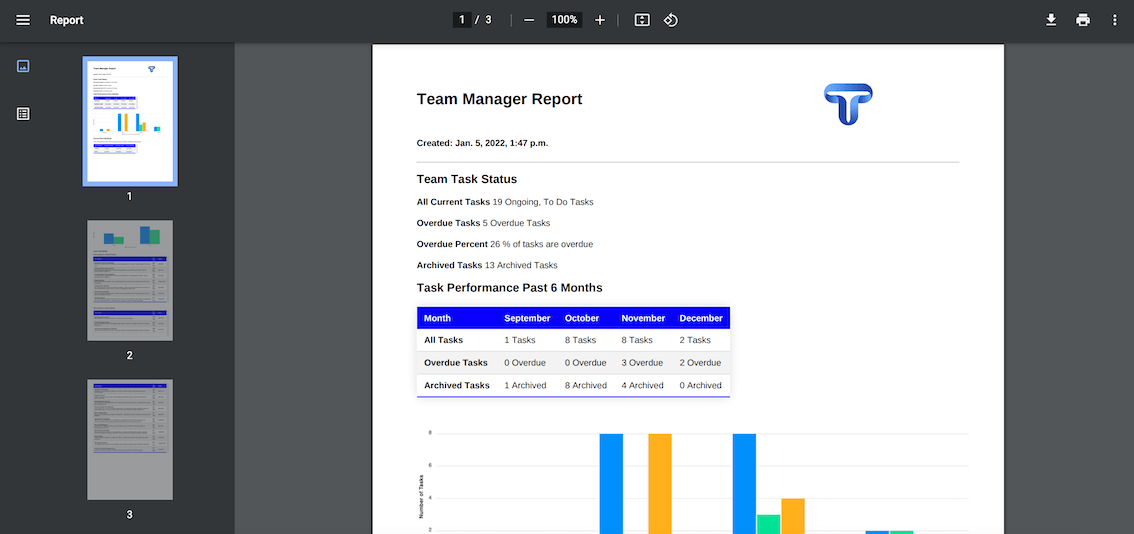 Report
1 / 3
100%
1
2
3
Team Manager Report
Created: Jan. 5, 2022, 1:47 p.m.
Team Task Status
All Current Tasks 19 Ongoing, To Do Tasks
Overdue Tasks 5 Overdue Tasks
Overdue Percent 26 % of tasks are overdue
Archived Tasks 13 Archived Tasks
Task Performance Past 6 Months
Month September October November December
All Tasks 1 Tasks 8 Tasks 8 Tasks 2 Tasks
Overdue Tasks 0 Overdue 0 Overdue 3 Overdue 2 Overdue
Archived Tasks 1 Archived 8 Archived 4 Archived 0 Archived
8
6
4
2
Number of Tasks